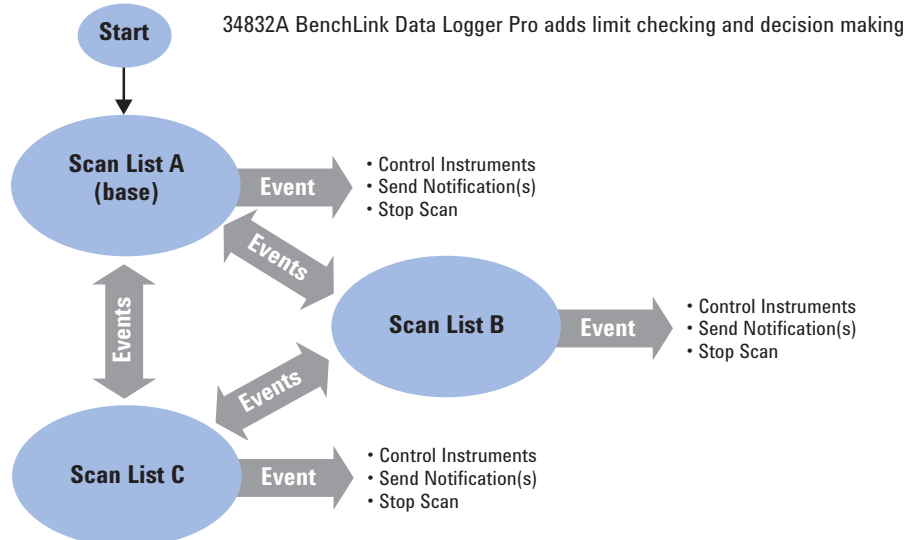 Start
34832A BenchLink Data Logger Pro adds limit checking and decision making
Scan List A
(base)
Event
• Control Instruments
• Send Notification(s)
• Stop Scan
Events
Events
Scan List B
Event
• Control Instruments
• Send Notification(s)
• Stop Scan
Events
Scan List C
Event
• Control Instruments
• Send Notification(s)
• Stop Scan